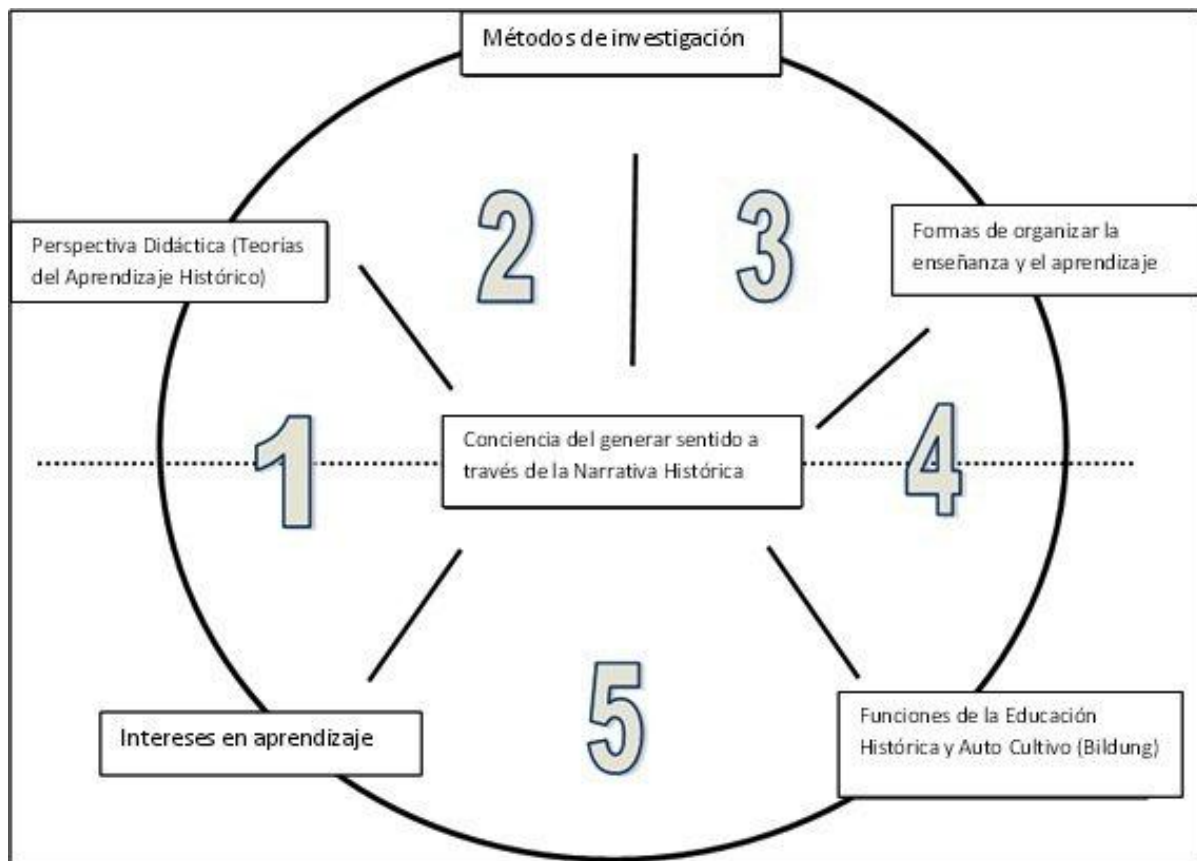 Métodos de investigación
2
3
Perspectiva Didáctica (Teorías
del Aprendizaje Histórico)
Formas de organizar la
enseñanza y el aprendizaje
1
Conciencia del generar sentido a
través de la Narrativa Histórica
4
5
Intereses en aprendizaje
Funciones de la Educación
Histórica y Auto Cultivo (Bildung)